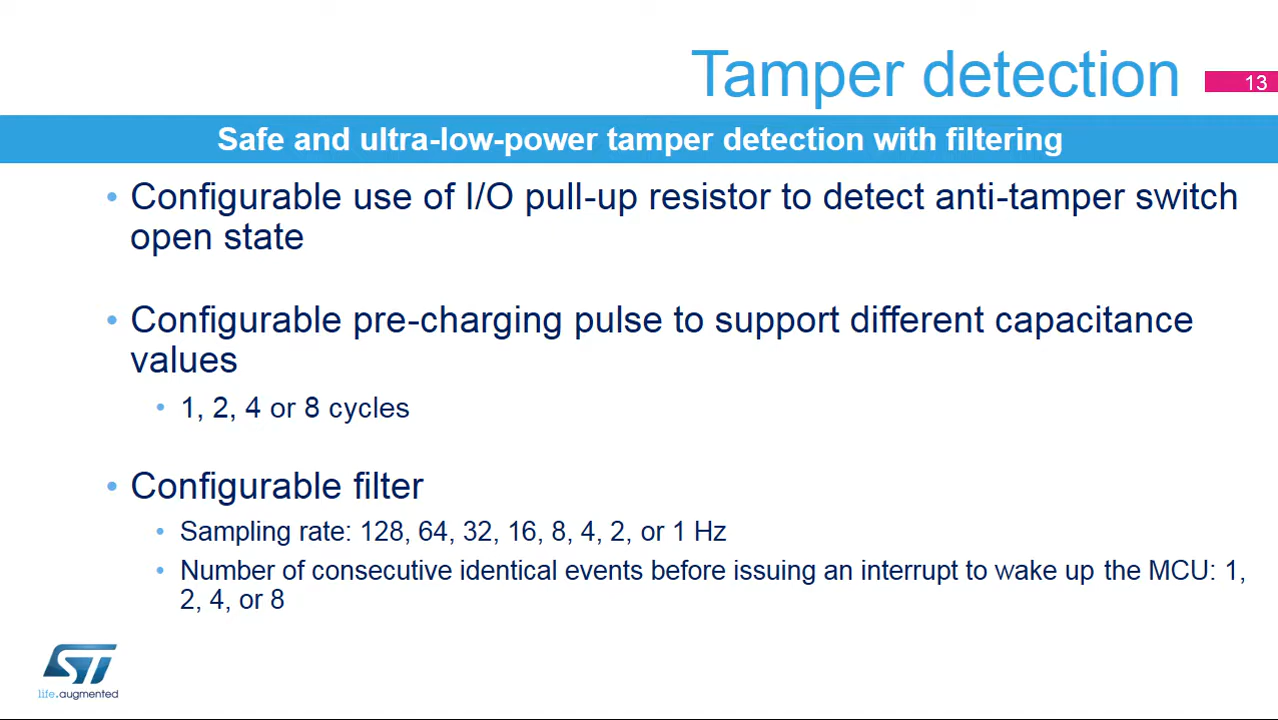 Tamper detection
13
Safe and ultra-low-power tamper detection with filtering
• Configurable use of I/O pull-up resistor to detect anti-tamper switch
open state
• Configurable pre-charging pulse to support different capacitance
values
• 1, 2, 4 or 8 cycles
• Configurable filter
• Sampling rate: 128, 64, 32, 16, 8, 4, 2, or 1 Hz
• Number of consecutive identical events before issuing an interrupt to wake up the MCU: 1,
2, 4, or 8
ST
life.augmented